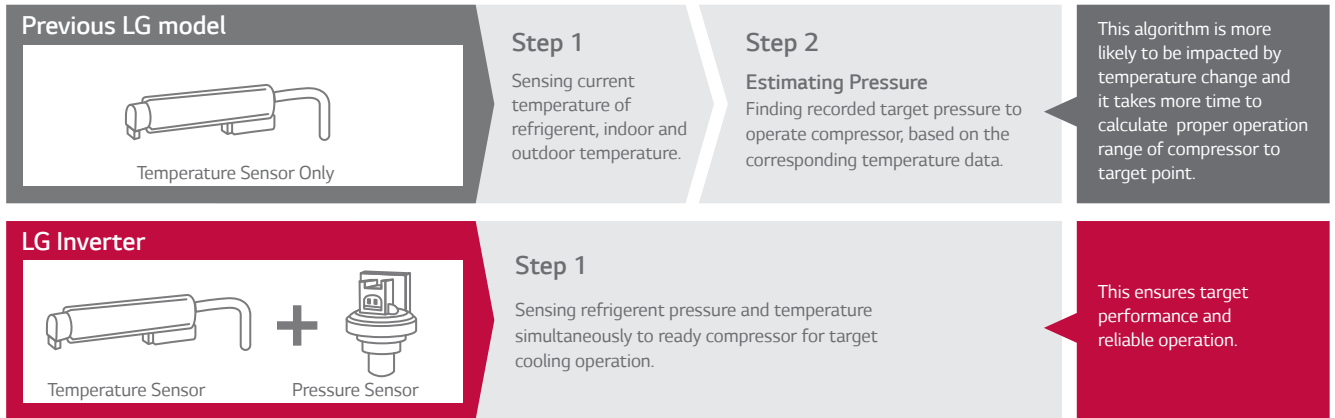 Previous LG model
Temperature Sensor Only
Step 1
Sensing current
temperature of
refrigerent, indoor and
outdoor temperature.
Step 2
Estimating Pressure
Finding recorded target pressure to
operate compressor, based on the
corresponding temperature data.
This algorithm is more
likely to be impacted by
temperature change and
it takes more time to
calculate proper operation
range of compressor to
target point.
LG Inverter
Temperature Sensor
Pressure Sensor
Step 1
Sensing refrigerent pressure and temperature
simultaneously to ready compressor for target
cooling operation.
This ensures target
performance and
reliable operation.